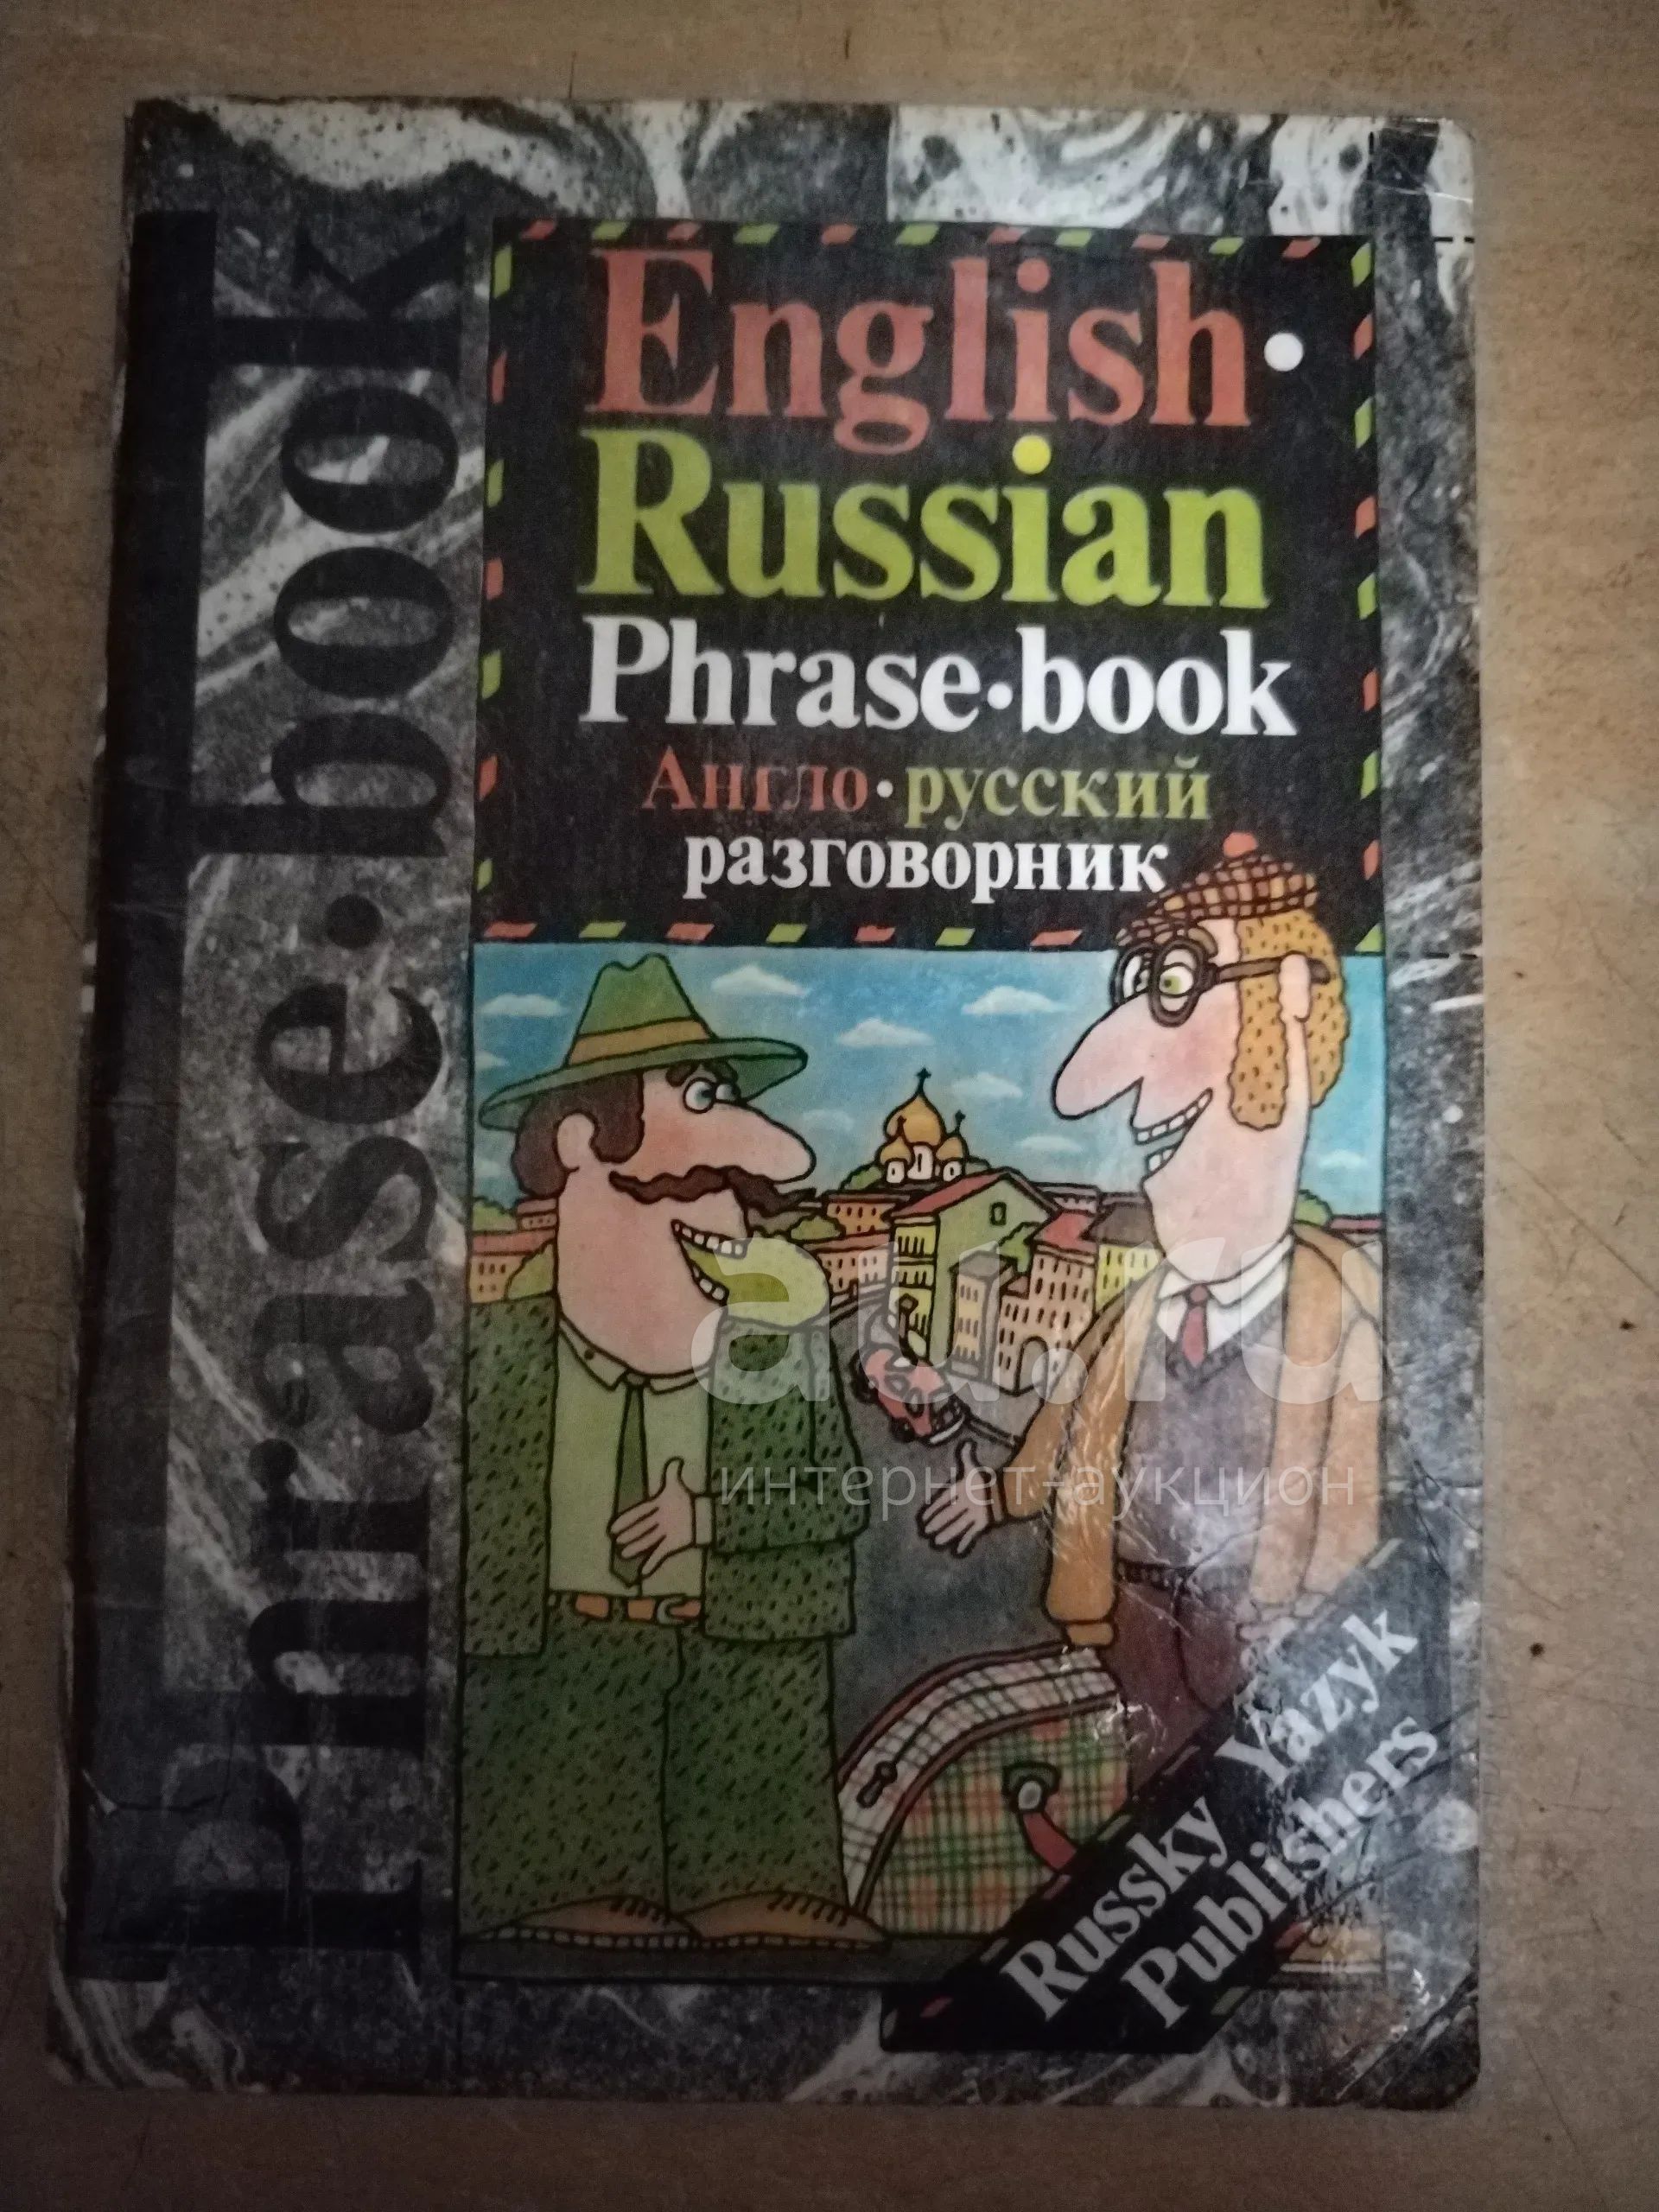 Phrase·book
English·
Russian
Phrase·book
Англо·русский
разговорник
au.ru
интернет-аукцион
Russky Yazyk
Publishers